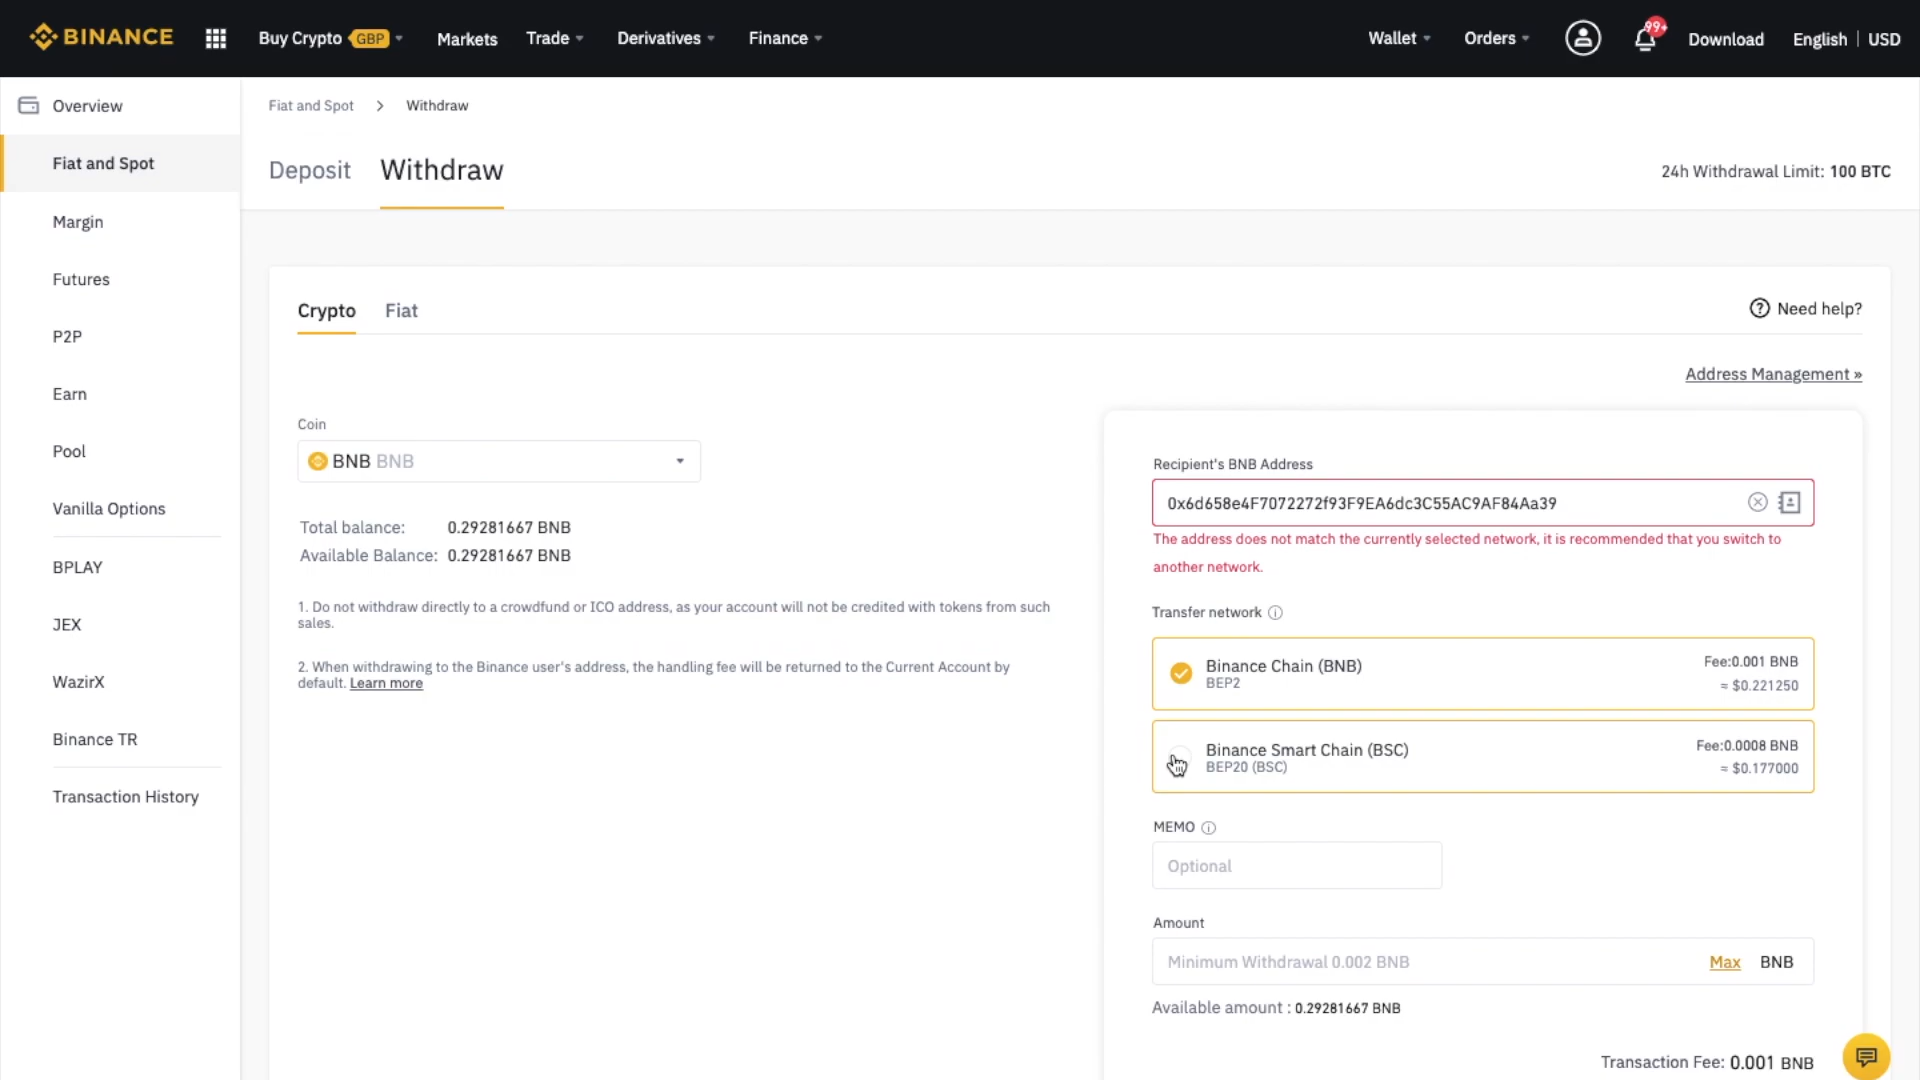 BINANCE
Buy Crypto GBP
Markets
Trade
Derivatives
Finance
Wallet
Orders
99+
Download
English | USD
Overview
Fiat and Spot
Margin
Futures
P2P
Earn
Pool
Vanilla Options
BPLAY
JEX
WazirX
Binance TR
Transaction History
Fiat and Spot > Withdraw
Deposit Withdraw
24h Withdrawal Limit: 100 BTC
Crypto Fiat
Need help?
Address Management »
Coin
BNB BNB
Total balance: 0.29281667 BNB
Available Balance: 0.29281667 BNB
1. Do not withdraw directly to a crowdfund or ICO address, as your account will not be credited with tokens from such
sales.
2. When withdrawing to the Binance user's address, the handling fee will be returned to the Current Account by
default. Learn more
Recipient's BNB Address
0x6d658e4F7072272f93F9EA6dc3C55AC9AF84Aa39
The address does not match the currently selected network, it is recommended that you switch to
another network.
Transfer network
Binance Chain (BNB)
BEP2
Fee:0.001 BNB
≈ $0.221250
Binance Smart Chain (BSC)
BEP20 (BSC)
Fee:0.0008 BNB
≈ $0.177000
MEMO
Optional
Amount
Minimum Withdrawal 0.002 BNB
Max BNB
Available amount : 0.29281667 BNB
Transaction Fee: 0.001 BNB